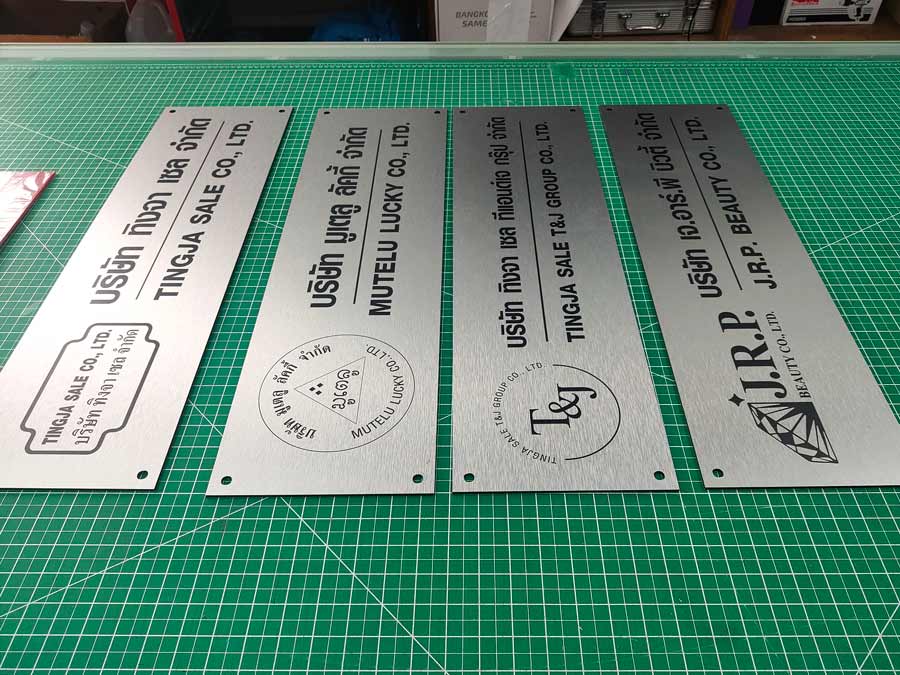 BANGKO
SAME
บริษัท ทิงจา เซล จำกัด
TINGJA SALE CO., LTD.
TINGJA SALE CO., LTD.
บริษัท ทิงจา เซล จำกัด
บริษัท มูเตลู ลัคกี้ จำกัด
MUTELU LUCKY CO., LTD.
บริษัท มูเตลู ลัคกี้ จำกัด
มูเตลู
MUTELU LUCKY CO., LTD.
บริษัท ทิงจา เซล ทีแอนด์เจ กรุ๊ป จำกัด
TINGJA SALE T&J GROUP CO., LTD.
TINGJA SALE T&J GROUP CO., LTD.
T&J
บริษัท เจ.อาร์.พี บิวตี้ จำกัด
J.R.P. BEAUTY CO., LTD.
J.R.P.
BEAUTY CO., LTD.